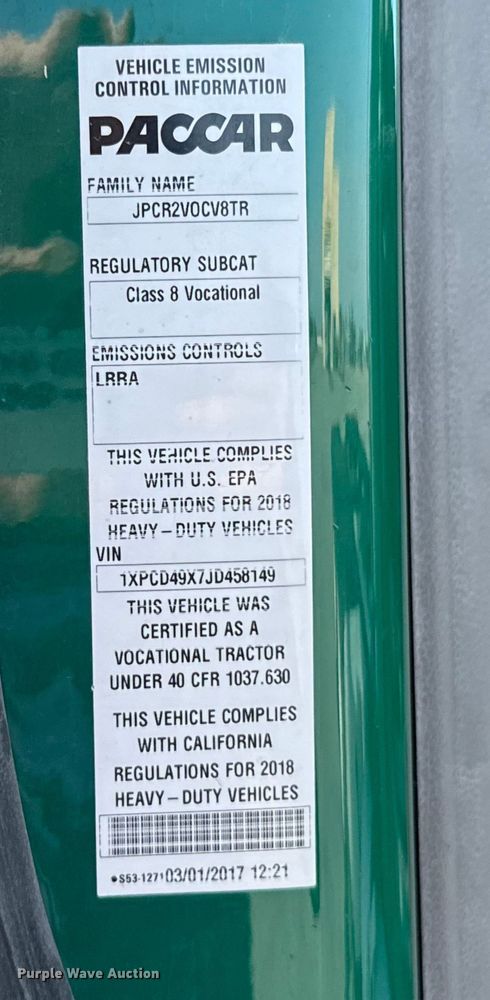 VEHICLE EMISSION
CONTROL INFORMATION
PACCAR
FAMILY NAME
JPCR2VOCV8TR
REGULATORY SUBCAT
Class 8 Vocational
EMISSIONS CONTROLS
LRRA
THIS VEHICLE COMPLIES
WITH U.S. EPA
REGULATIONS FOR 2018
HEAVY-DUTY VEHICLES
VIN
1XPCD49X7JD458149
THIS VEHICLE WAS
CERTIFIED AS A
VOCATIONAL TRACTOR
UNDER 40 CFR 1037.630
THIS VEHICLE COMPLIES
WITH CALIFORNIA
REGULATIONS FOR 2018
HEAVY-DUTY VEHICLES
•S53-1271 03/01/2017 12:21
Purple Wave Auction